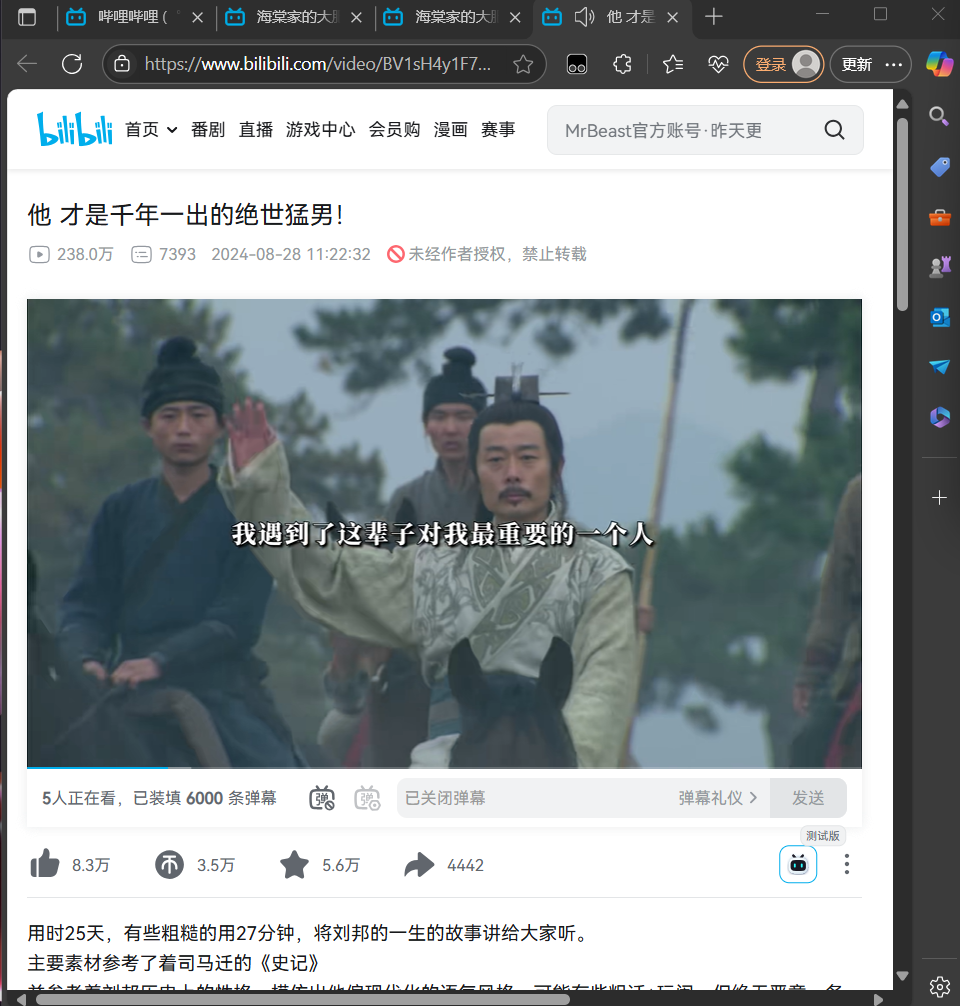 哔哩哔哩 (
海棠家的大
海棠家的大
他 才是
https://www.bilibili.com/video/BV1sH4y1F7...
登录
更新
bilibili 首页 番剧 直播 游戏中心 会员购 漫画 赛事
MrBeast官方账号·昨天更
他 才是千年一出的绝世猛男！
238.0万 7393 2024-08-28 11:22:32 未经作者授权，禁止转载
我遇到了这辈子对我最重要的一个人
5人正在看，已装填 6000 条弹幕 弹 弹 已关闭弹幕 弹幕礼仪 发送
测试版
8.3万 3.5万 5.6万 4442
用时25天，有些粗糙的用27分钟，将刘邦的一生的故事讲给大家听。
主要素材参考了着司马迁的《史记》